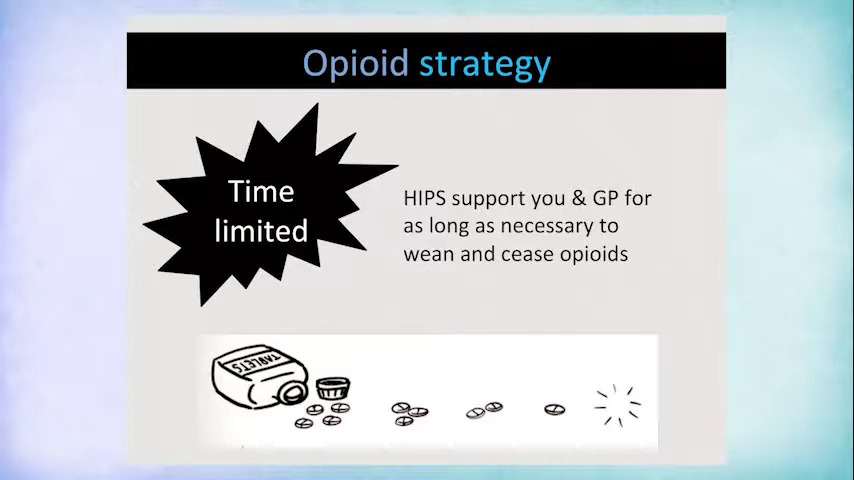 Opioid strategy
Time
limited
HIPS support you & GP for
as long as necessary to
wean and cease opioids
TABLETS